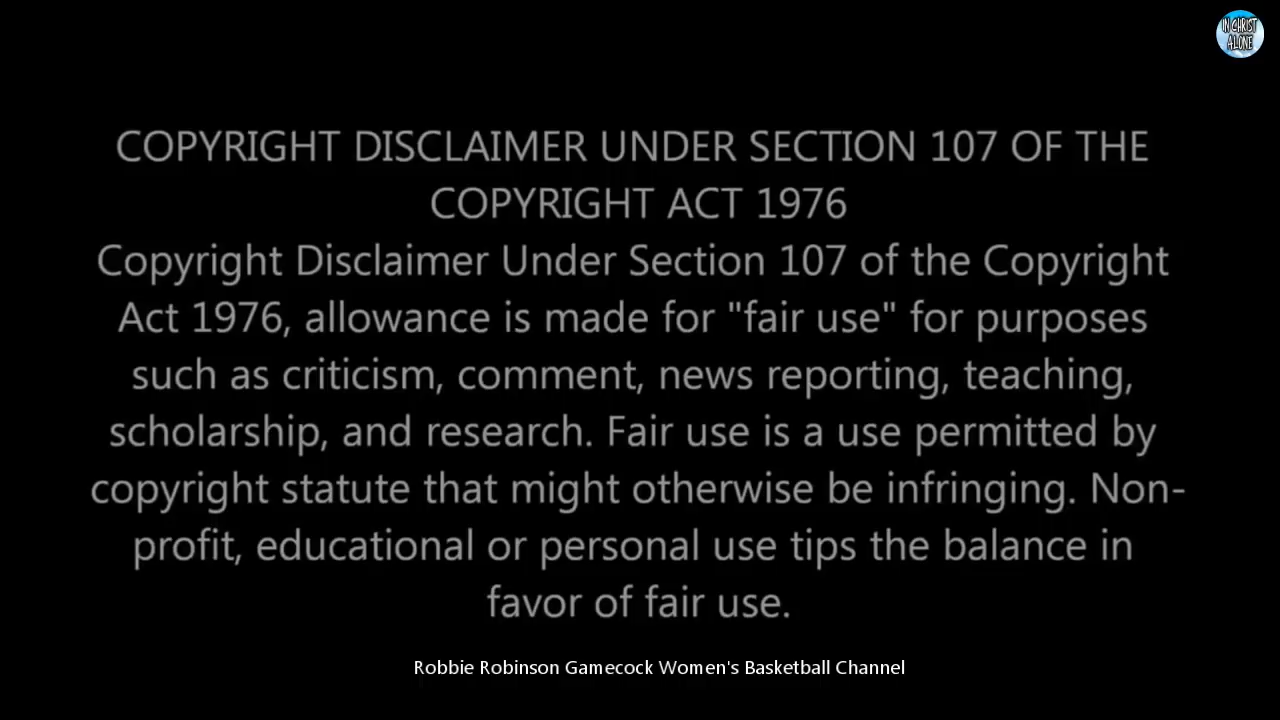 IN CHRIST
ALONE
COPYRIGHT DISCLAIMER UNDER SECTION 107 OF THE
COPYRIGHT ACT 1976
Copyright Disclaimer Under Section 107 of the Copyright
Act 1976, allowance is made for "fair use" for purposes
such as criticism, comment, news reporting, teaching,
scholarship, and research. Fair use is a use permitted by
copyright statute that might otherwise be infringing. Non-
profit, educational or personal use tips the balance in
favor of fair use.
Robbie Robinson Gamecock Women's Basketball Channel